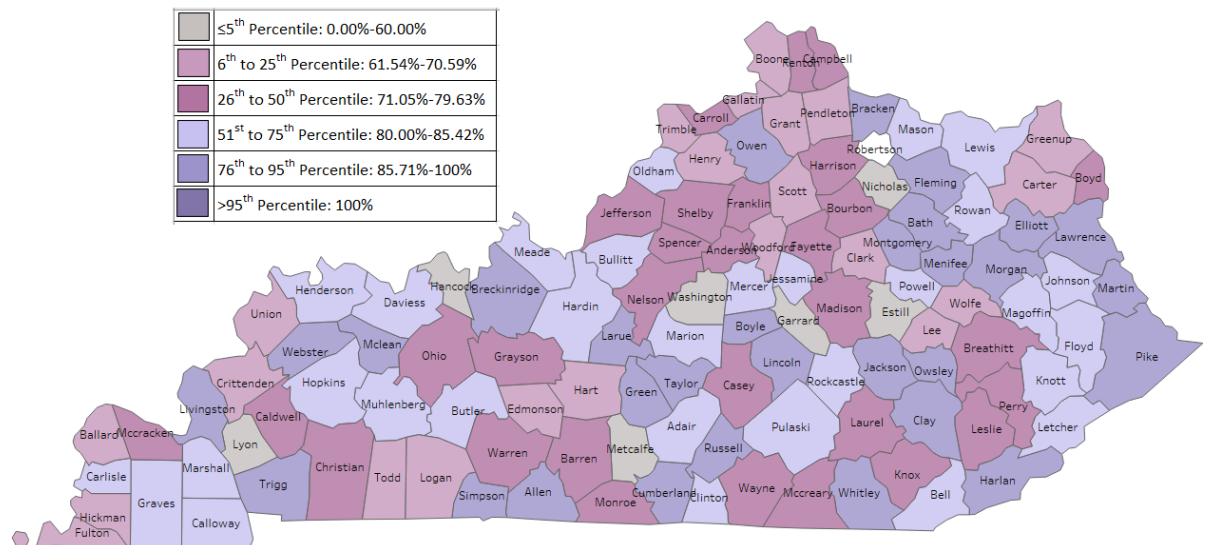 ≤5th Percentile: 0.00%-60.00%
6th to 25th Percentile: 61.54%-70.59%
26th to 50th Percentile: 71.05%-79.63%
51st to 75th Percentile: 80.00%-85.42%
76th to 95th Percentile: 85.71%-100%
>95th Percentile: 100%
Boone Kenton Campbell
Gallatin Carroll Trimble Grant Pendleton Bracken
Mason Lewis Greenup
Owen Henry Robertson
Oldham Harrison Nicholas Fleming Carter Boyd
Scott Rowan
Jefferson Shelby Franklin Bourbon Bath Elliott Lawrence
Meade Bullitt Spencer Anderson Woodford Fayette Montgomery Clark Menifee Morgan
Henderson Daviess Hancock Breckinridge Hardin Nelson Washington Mercer Jessamine Powell Johnson Martin
Union Madison Estill Wolfe Magoffin
Webster Mclean Ohio Grayson Larue Marion Boyle Garrard Lee Breathitt Floyd Pike
Crittenden Hopkins Hart Green Taylor Casey Lincoln Rockcastle Jackson Owsley Knott
Livingston Caldwell Muhlenberg Butler Edmonson Adair Pulaski Laurel Clay Leslie Perry Letcher
Ballard Mccracken Lyon Warren Barren Metcalfe Russell
Carlisle Marshall Christian Todd Logan Wayne Mccreary Knox Harlan
Graves Trigg Simpson Allen Monroe Cumberland Clinton Whitley Bell
Hickman Calloway
Fulton